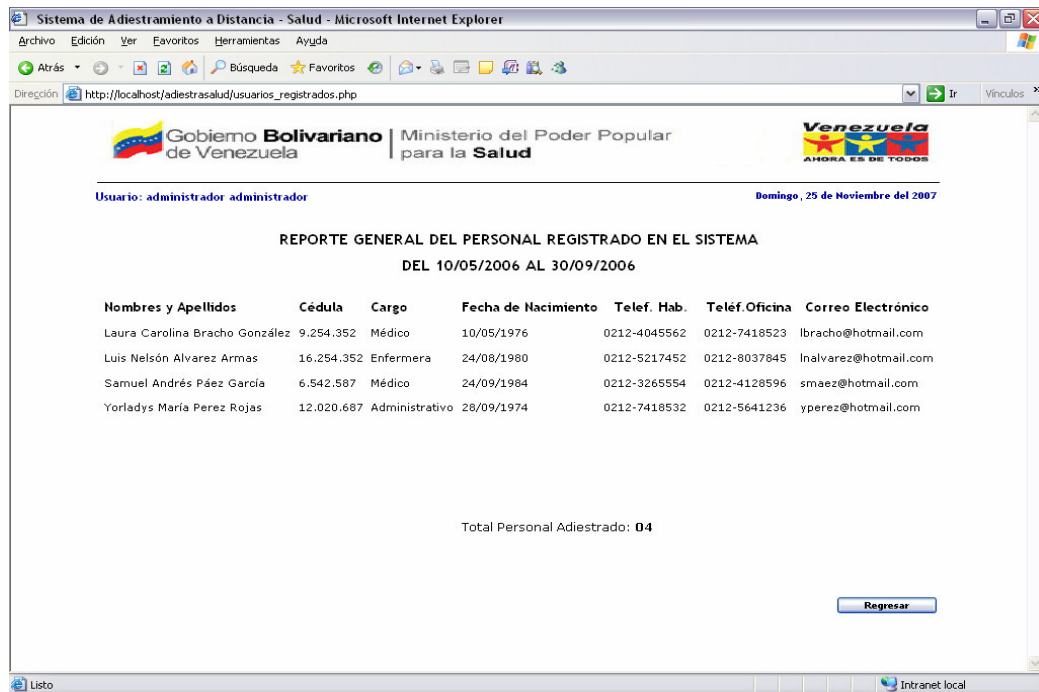 Sistema de Adiestramiento a Distancia - Salud - Microsoft Internet Explorer
Archivo Edición Ver Favoritos Herramientas Ayuda
Atrás Búsqueda Favoritos
Dirección http://localhost/adiestrasalud/usuarios_registrados.php Ir Vínculos »
Gobierno Bolivariano de Venezuela
Ministerio del Poder Popular para la Salud
Venezuela
AHORA ES DE TODOS
Usuario: administrador administrador Domingo, 25 de Noviembre del 2007
REPORTE GENERAL DEL PERSONAL REGISTRADO EN EL SISTEMA
DEL 10/05/2006 AL 30/09/2006
Nombres y Apellidos Cédula Cargo Fecha de Nacimiento Telef. Hab. Teléf.Oficina Correo Electrónico
Laura Carolina Bracho González 9.254.352 Médico 10/05/1976 0212-4045562 0212-7418523 lbracho@hotmail.com
Luis Nelsón Alvarez Armas 16.254.352 Enfermera 24/08/1980 0212-5217452 0212-8037845 lnalvarez@hotmail.com
Samuel Andrés Páez García 6.542.587 Médico 24/09/1984 0212-3265554 0212-4128596 smaez@hotmail.com
Yorladys María Perez Rojas 12.020.687 Administrativo 28/09/1974 0212-7418532 0212-5641236 yperez@hotmail.com
Total Personal Adiestrado: 04
Regresar
Listo Intranet local